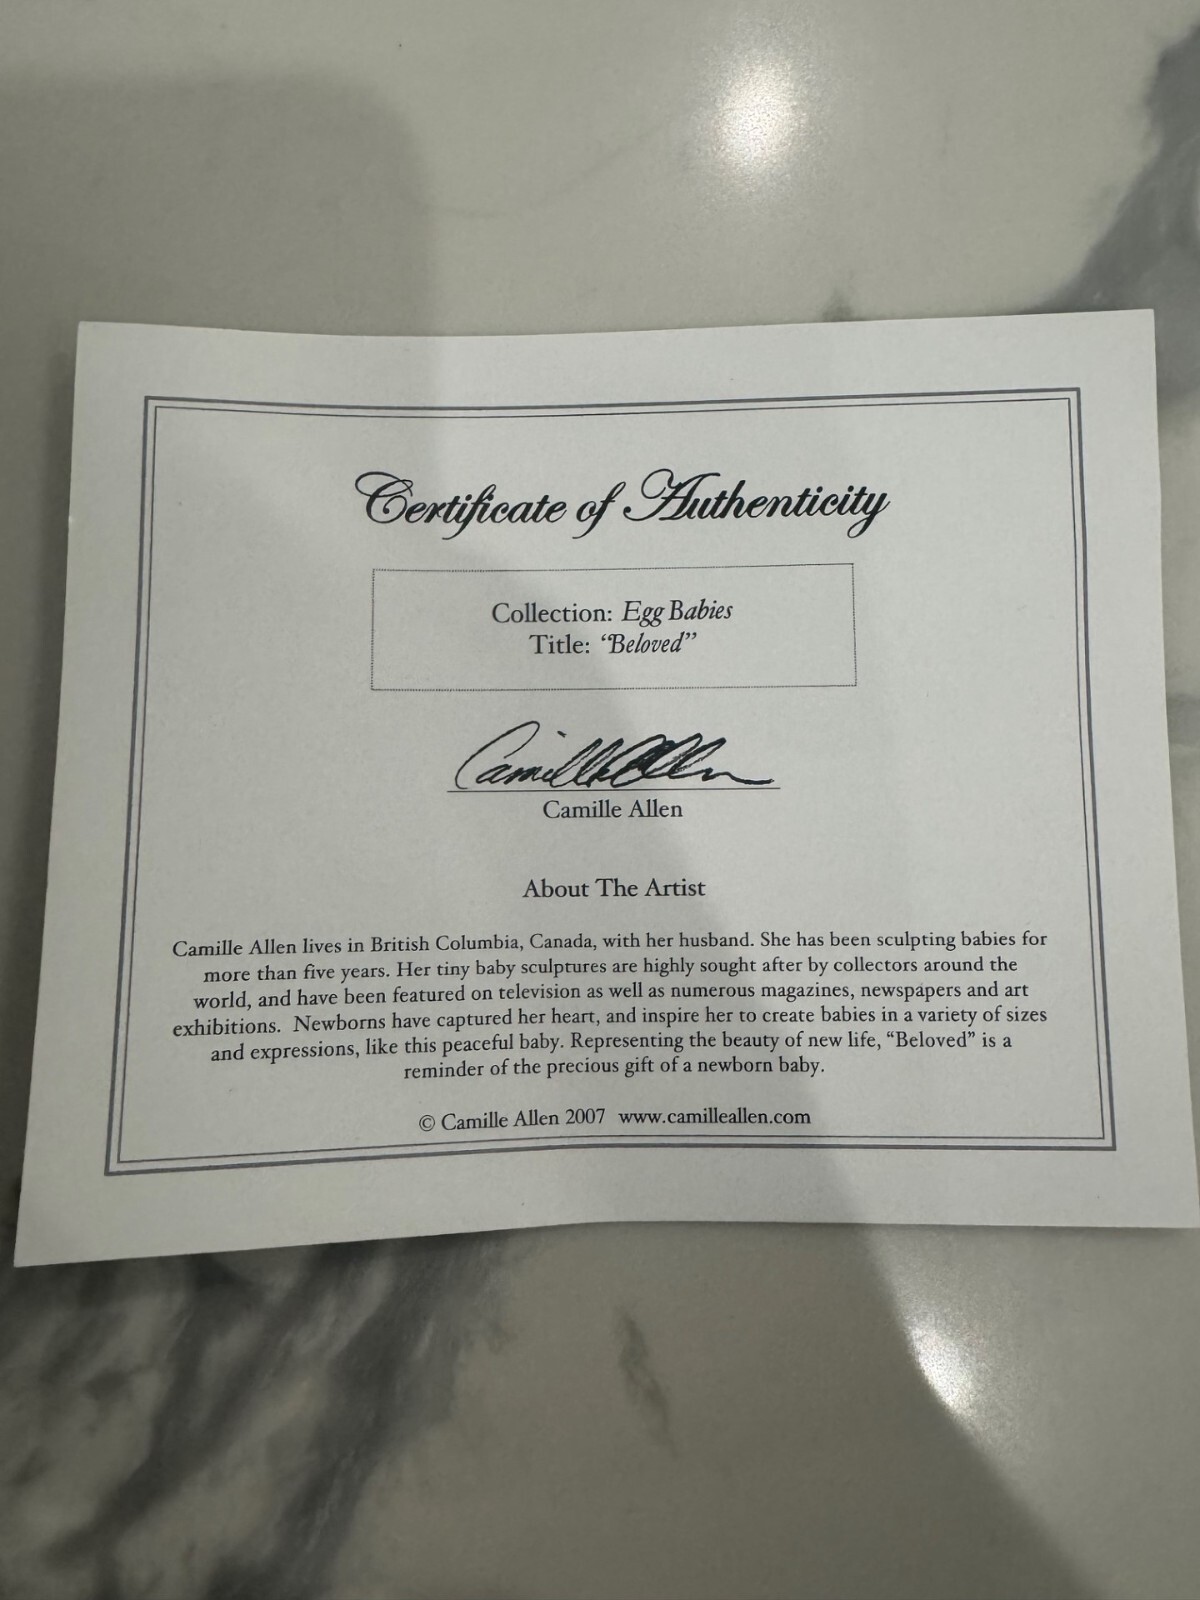 Certificate of Authenticity
Collection: Egg Babies
Title: “Beloved”
Camille Allen
Camille Allen
About The Artist
Camille Allen lives in British Columbia, Canada, with her husband. She has been sculpting babies for
more than five years. Her tiny baby sculptures are highly sought after by collectors around the
world, and have been featured on television as well as numerous magazines, newspapers and art
exhibitions. Newborns have captured her heart, and inspire her to create babies in a variety of sizes
and expressions, like this peaceful baby. Representing the beauty of new life, “Beloved” is a
reminder of the precious gift of a newborn baby.
© Camille Allen 2007 www.camilleallen.com